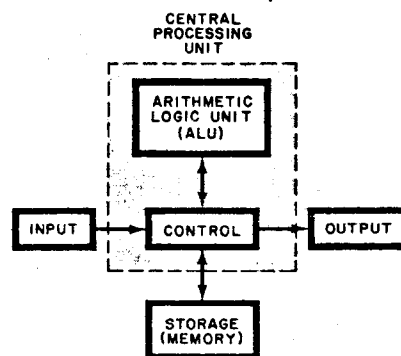 CENTRAL
PROCESSING
UNIT
ARITHMETIC
LOGIC UNIT
(ALU)
INPUT
CONTROL
OUTPUT
STORAGE
(MEMORY)